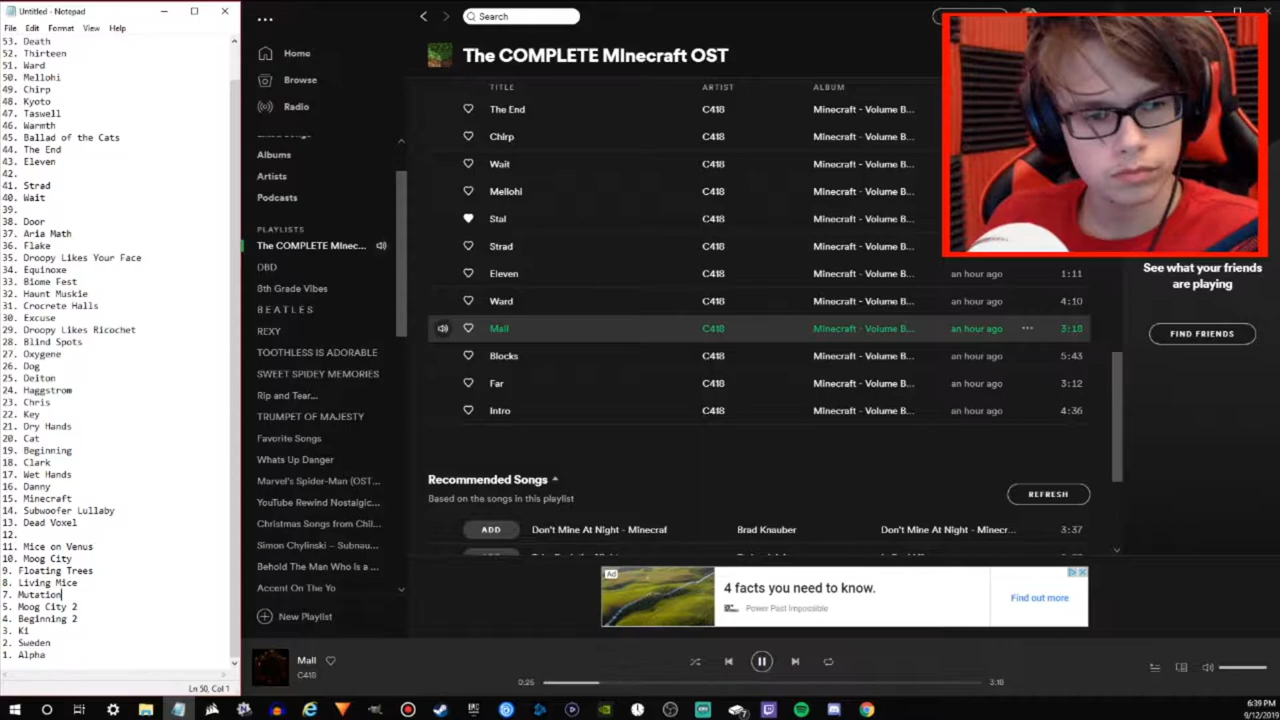 Untitled - Notepad
File Edit Format View Help
53. Death
52. Thirteen
51. Ward
50. Mellohi
49. Chirp
48. Kyoto
47. Taswell
46. Warmth
45. Ballad of the Cats
44. The End
43. Eleven
42.
41. Strad
40. Wait
39.
38. Door
37. Aria Math
36. Flake
35. Droopy Likes Your Face
34. Equinoxe
33. Biome Fest
32. Haunt Muskie
31. Crocrete Halls
30. Excuse
29. Droopy Likes Ricochet
28. Blind Spots
27. Oxygene
26. Dog
25. Deiton
24. Haggstrom
23. Chris
22. Key
21. Dry Hands
20. Cat
19. Beginning
18. Clark
17. Wet Hands
16. Danny
15. Minecraft
14. Subwoofer Lullaby
13. Dead Voxel
12.
11. Mice on Venus
10. Moog City
9. Floating Trees
8. Living Mice
7. Mutation
5. Moog City 2
4. Beginning 2
3. Ki
2. Sweden
1. Alpha
Ln 50, Col 1
Home
Browse
Radio
Albums
Artists
Podcasts
PLAYLISTS
The COMPLETE MInec...
DBD
8th Grade Vibes
B E A T L E S
REXY
TOOTHLESS IS ADORABLE
SWEET SPIDEY MEMORIES
Rip and Tear...
TRUMPET OF MAJESTY
Favorite Songs
Whats Up Danger
Marvel's Spider-Man (OST...
YouTube Rewind Nostalgic...
Christmas Songs from Chil...
Simon Chylinski – Subnau...
Behold The Man Who Is a ...
Accent On The Yo
New Playlist
Search
The COMPLETE MInecraft OST
TITLE ARTIST ALBUM
The End C418 Minecraft - Volume B...
Chirp C418 Minecraft - Volume B...
Wait C418 Minecraft - Volume B...
Mellohi C418 Minecraft - Volume B...
Stal C418 Minecraft - Volume B...
Strad C418 Minecraft - Volume B...
Eleven C418 Minecraft - Volume B... an hour ago 1:11
Ward C418 Minecraft - Volume B... an hour ago 4:10
Mall C418 Minecraft - Volume B... an hour ago ... 3:18
Blocks C418 Minecraft - Volume B... an hour ago 5:43
Far C418 Minecraft - Volume B... an hour ago 3:12
Intro C418 Minecraft - Volume B... an hour ago 4:36
Recommended Songs
Based on the songs in this playlist
REFRESH
ADD Don't Mine At Night - Minecraf Brad Knauber Don't Mine At Night - Minecr... 3:37
See what your friends
are playing
FIND FRIENDS
Ad
4 facts you need to know.
Power Past Impossible
Find out more
Mall
C418
0:25
3:18
6:39 PM
9/12/2019